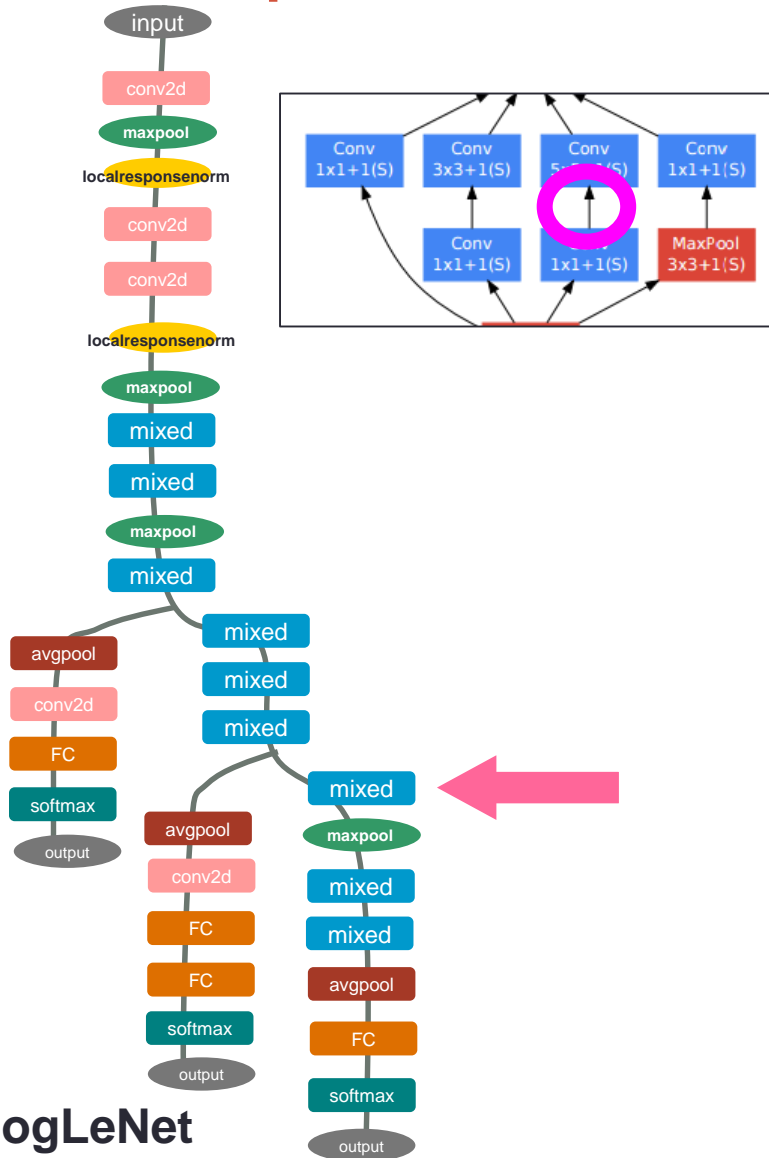 input
conv2d
maxpool
localresponsenorm
conv2d
conv2d
localresponsenorm
maxpool
mixed
mixed
maxpool
mixed
Conv
1x1+1(S)
Conv
3x3+1(S)
Conv
Conv
1x1+1(S)
Conv
1x1+1(S)
1x1+1(S)
MaxPool
3x3+1(S)
mixed
mixed
mixed
avgpool
conv2d
FC
softmax
output
mixed
maxpool
mixed
mixed
avgpool
FC
softmax
output
avgpool
conv2d
FC
FC
softmax
output
ogLeNet